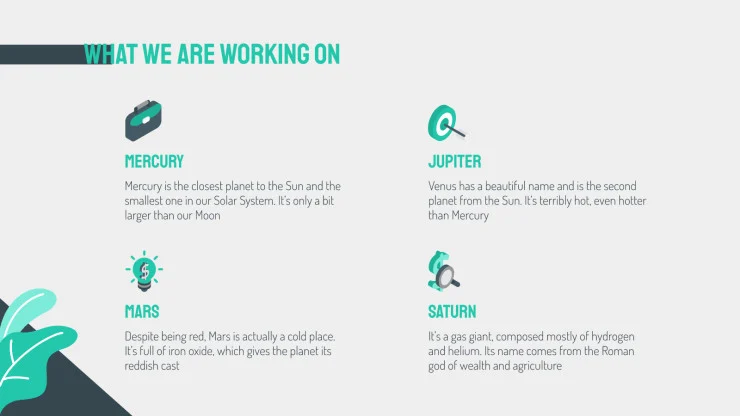 WHAT WE ARE WORKING ON
MERCURY
Mercury is the closest planet to the Sun and the
smallest one in our Solar System. It's only a bit
larger than our Moon
JUPITER
Venus has a beautiful name and is the second
planet from the Sun. It's terribly hot, even hotter
than Mercury
MARS
Despite being red, Mars is actually a cold place.
It's full of iron oxide, which gives the planet its
reddish cast
SATURN
It's a gas giant, composed mostly of hydrogen
and helium. Its name comes from the Roman
god of wealth and agriculture